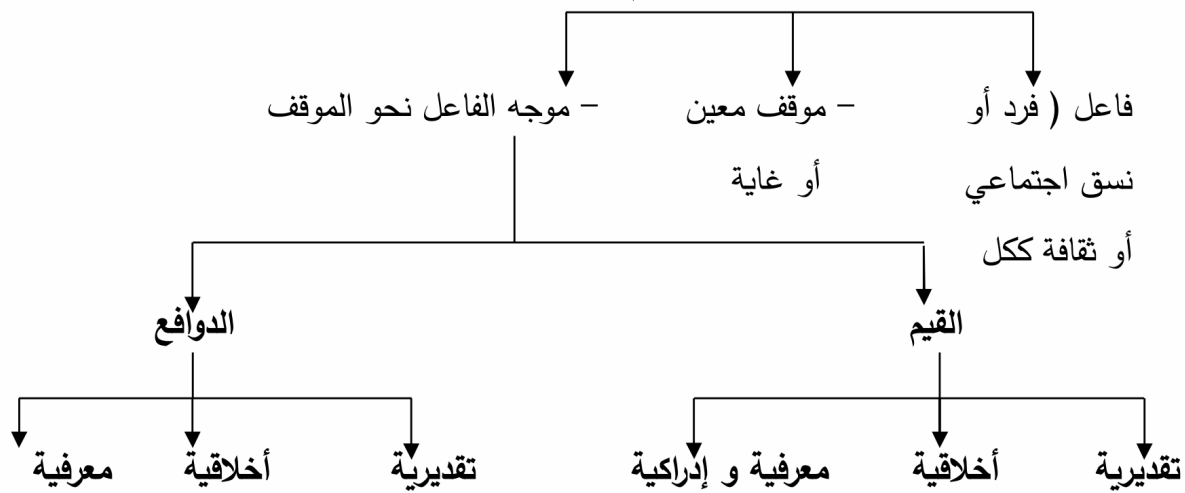 فاعل ( فرد أو
نسق اجتماعي
أو ثقافة ككل
– موقف معين
أو غاية
– موجه الفاعل نحو الموقف
القيم
الدوافع
تقديرية
أخلاقية
معرفية و إدراكية
تقديرية
أخلاقية
معرفية